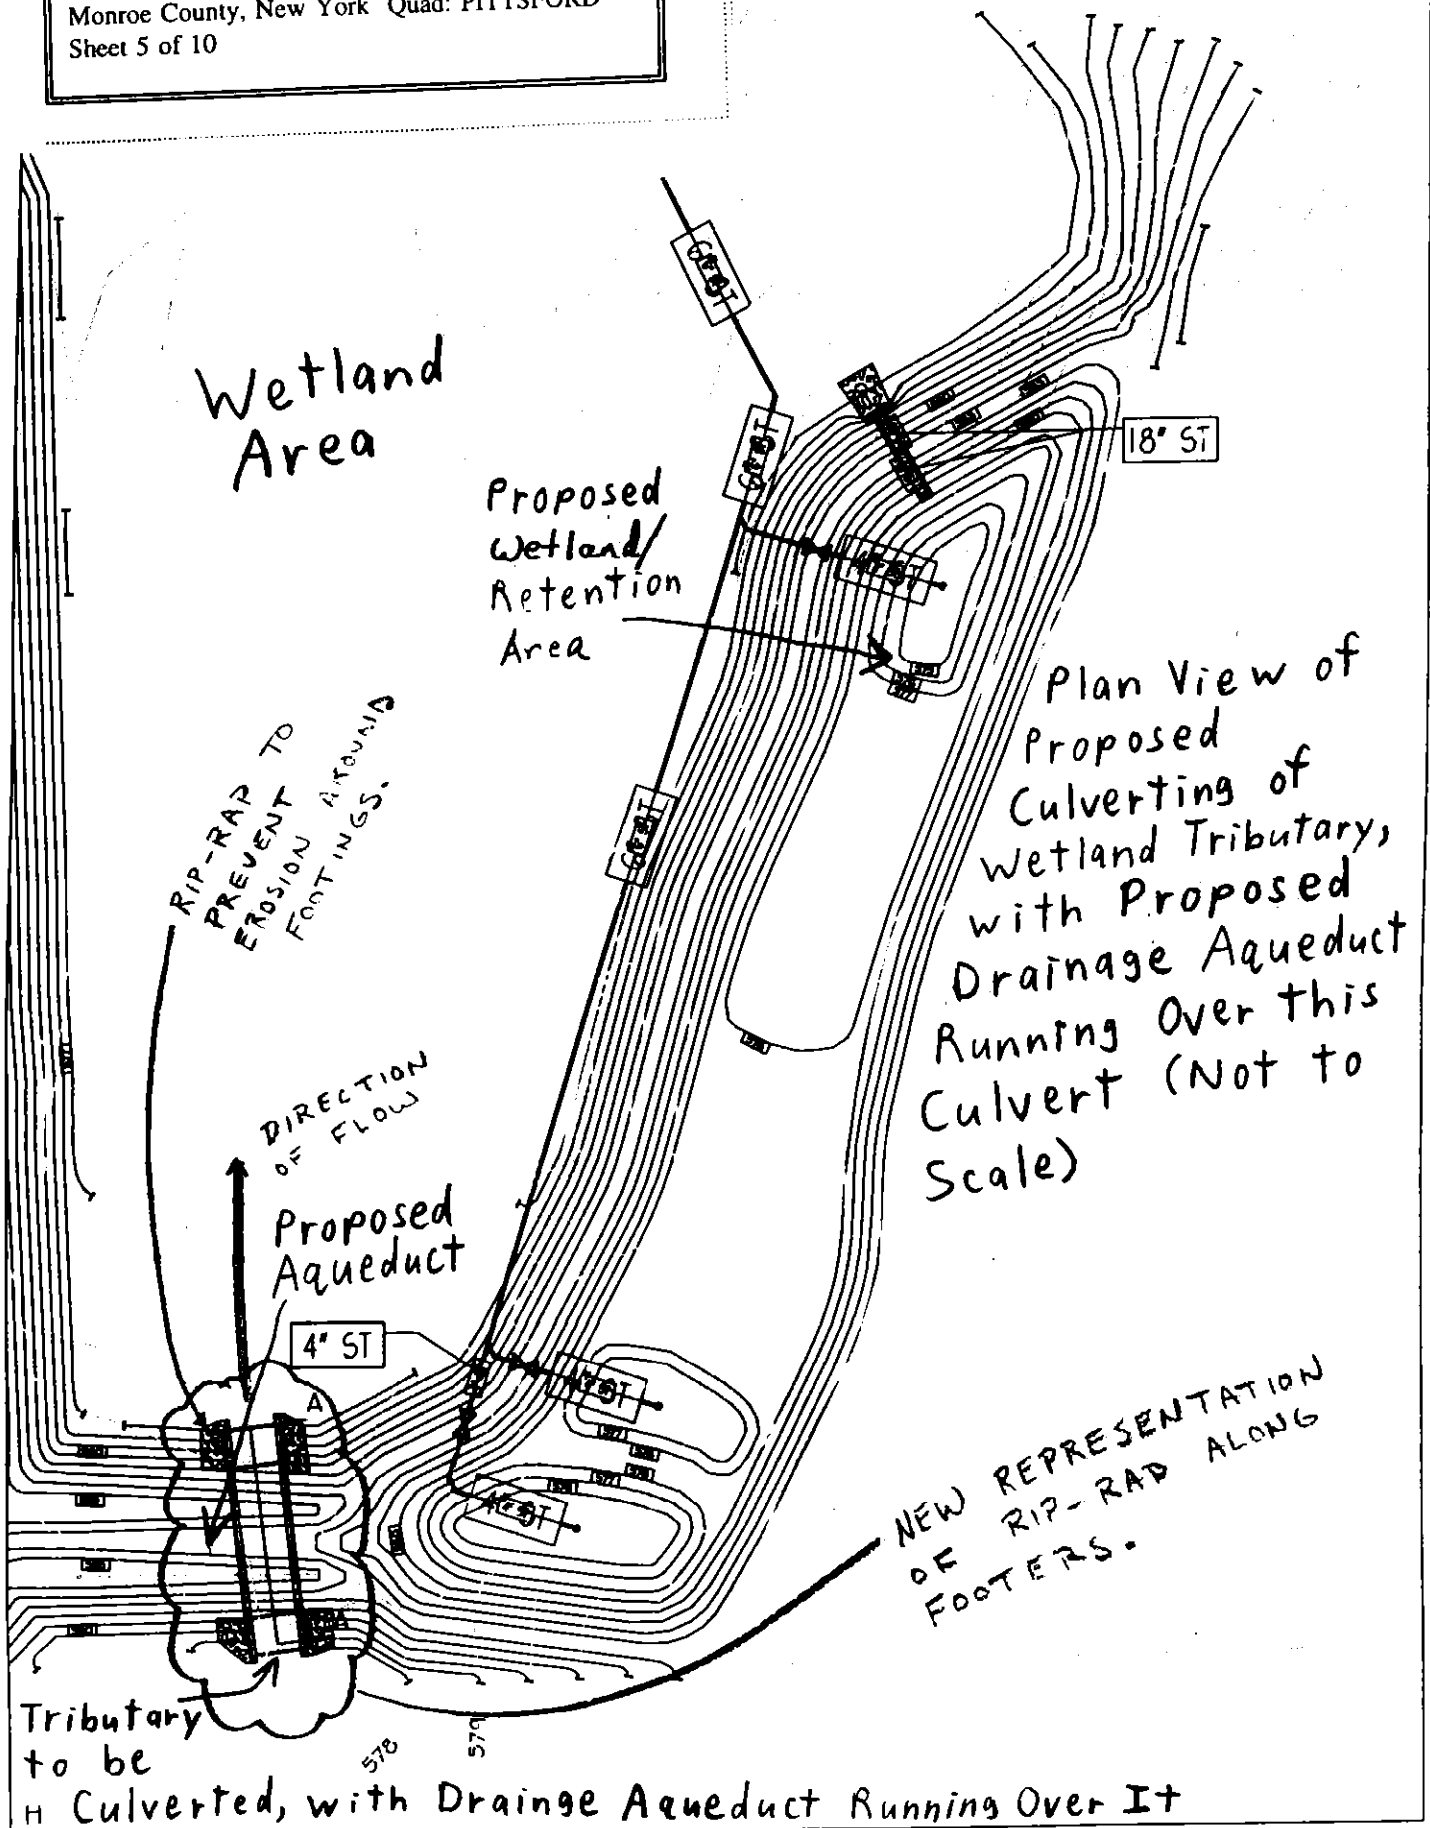 Monroe County, New York Quad: PITTSFORD
Sheet 5 of 10
Wetland
Area
18" ST
Proposed
Wetland/
Retention
Area
Plan View of
Proposed
Culverting of
Wetland Tributary,
with Proposed
Drainage Aqueduct
Running Over this
Culvert (Not to
Scale)
RIP-RAP TO
PREVENT
EROSION AROUND
FOOTINGS.
DIRECTION
OF FLOW
Proposed
Aqueduct
4" ST
A
A
577
577
NEW REPRESENTATION
OF RIP-RAP ALONG
FOOTERS.
Tributary
to be
578
579
H Culverted, with Drainge Aqueduct Running Over It